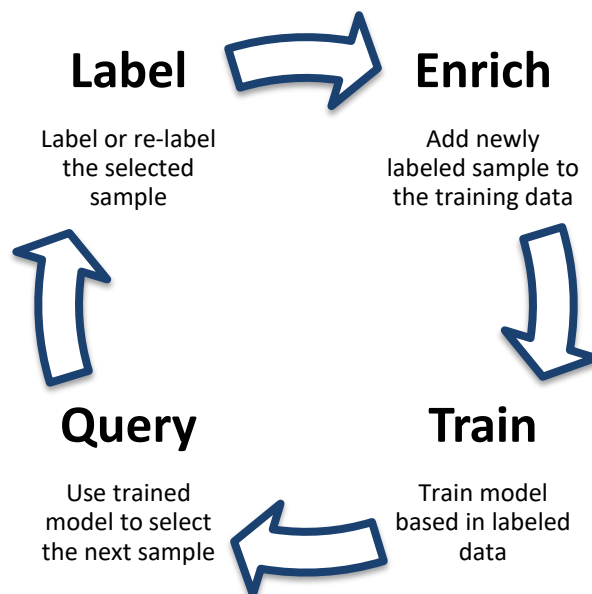 Label
Label or re-label
the selected
sample
Enrich
Add newly
labeled sample to
the training data
Query
Use trained
model to select
the next sample
Train
Train model
based in labeled
data